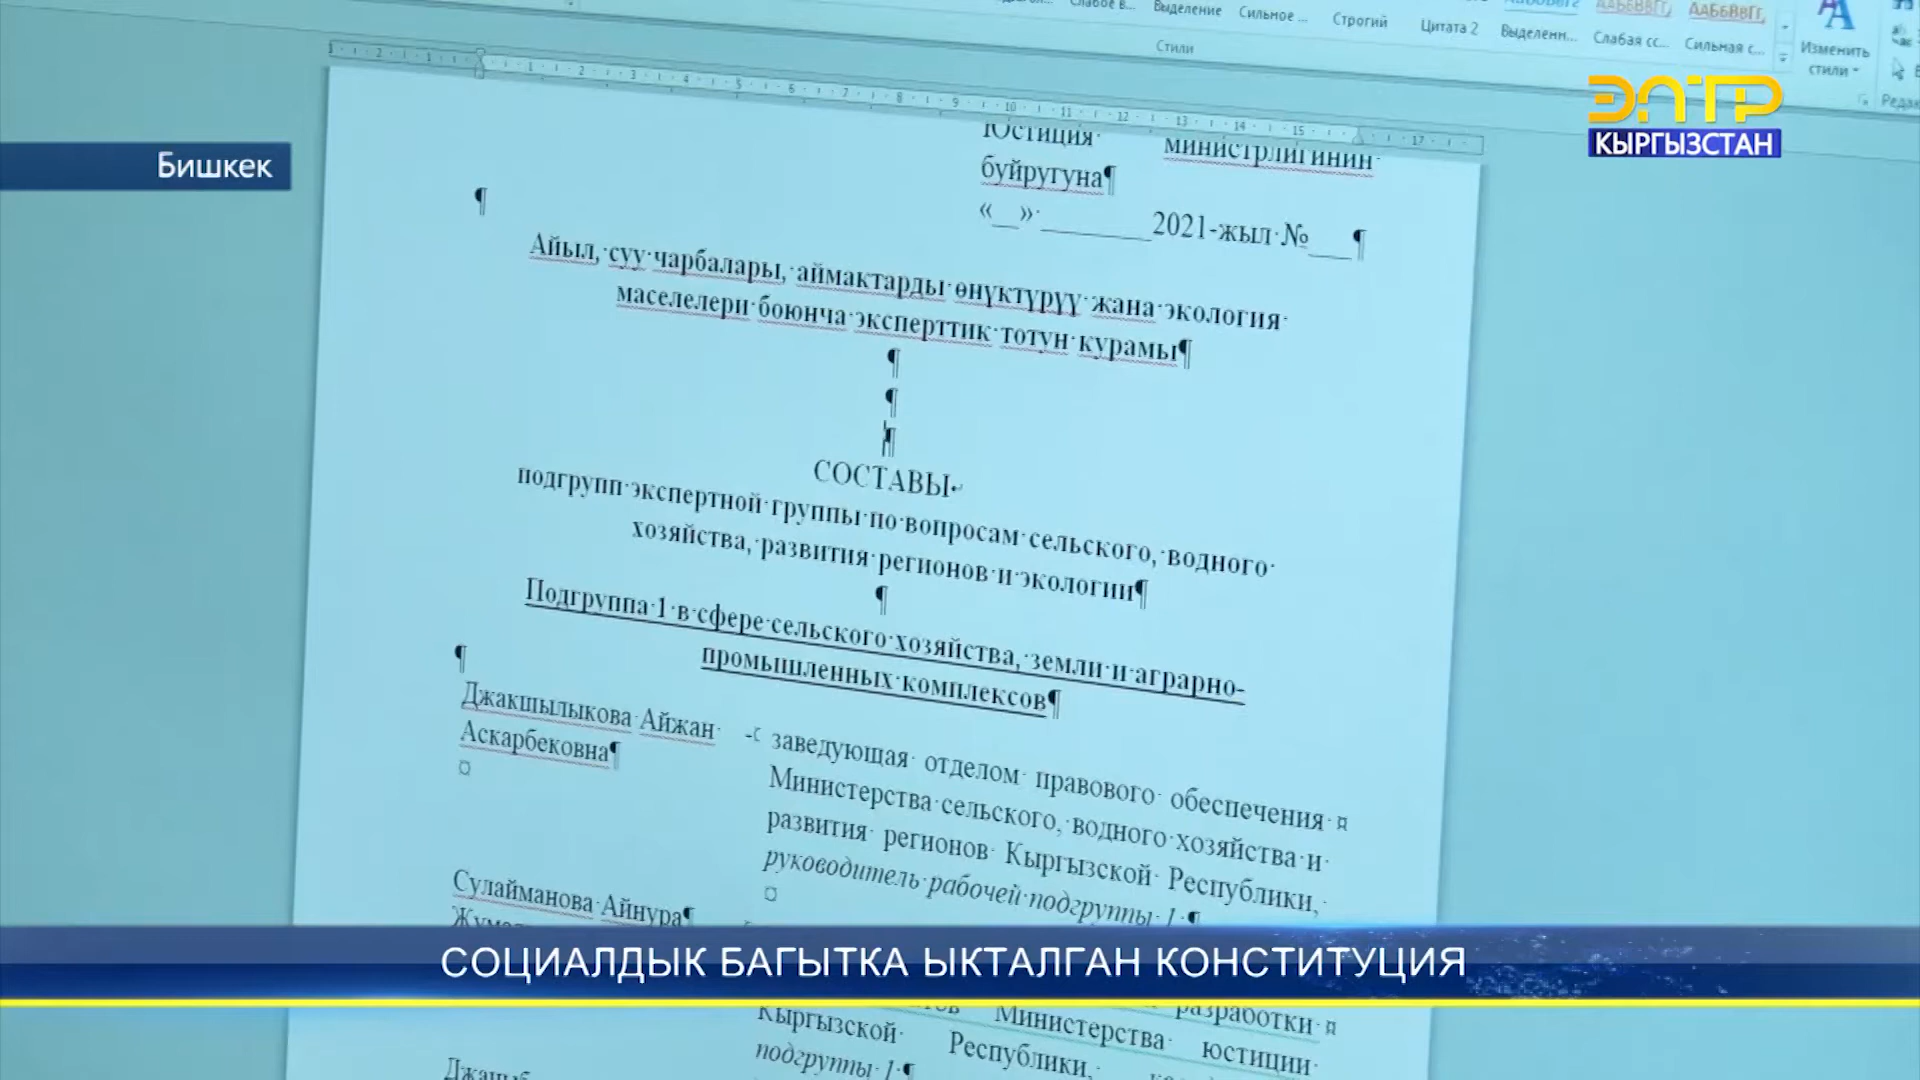 Слабое в...
Выделение
Сильное ...
Строгий
Цитата 2
Выделенн...
Слабая сс...
Сильная с...
Изменить
стили
Стили
ЭЛТР
КЫРГЫЗСТАН
Бишкек
Юстиция министрлигинин
буйругуна¶
«__» ________2021-жыл №___¶
¶
Айыл, суу чарбалары, аймактарды өнүктүрүү жана экология
маселелери боюнча эксперттик тотун курамы¶
¶
¶
¶
СОСТАВЫ
подгрупп экспертной группы по вопросам сельского, водного
хозяйства, развития регионов и экологии¶
¶
Подгруппа 1 в сфере сельского хозяйства, земли и аграрно-
промышленных комплексов¶
¶
Джакшылыкова Айжан
Аскарбековна¶
-
заведующая отделом правового обеспечения
Министерства сельского, водного хозяйства и
развития регионов Кыргызской Республики,
руководитель рабочей подгруппы 1 ¶
Сулайманова Айнура¶
СОЦИАЛДЫК БАГЫТКА ЫКТАЛГАН КОНСТИТУЦИЯ
разработки
Кыргызской Министерства юстиции
подгруппы 1 ¶ Республики,